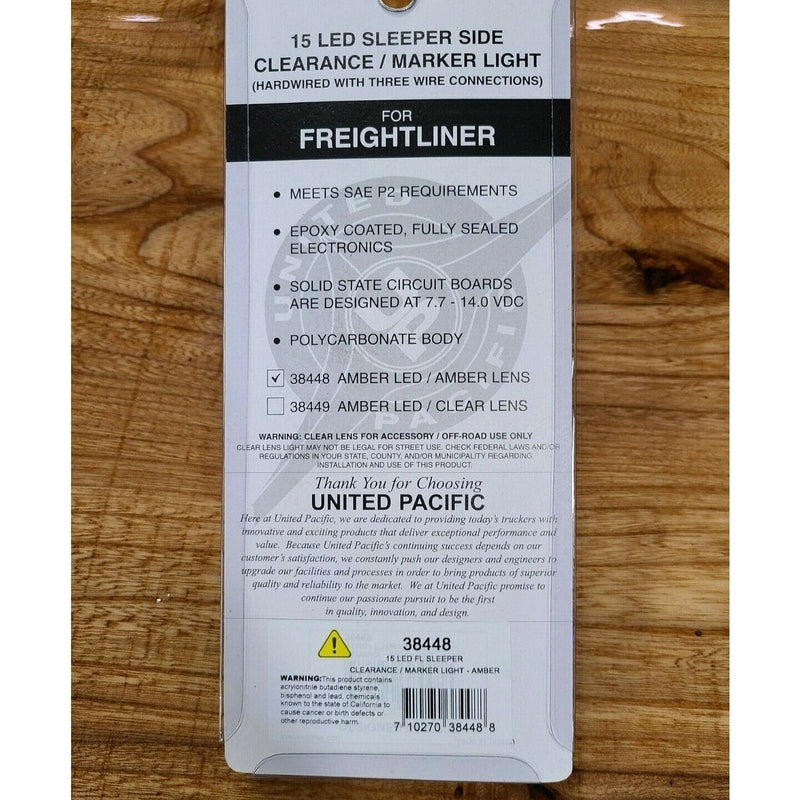 15 LED SLEEPER SIDE
CLEARANCE / MARKER LIGHT
(HARDWIRED WITH THREE WIRE CONNECTIONS)
FOR
FREIGHTLINER
• MEETS SAE P2 REQUIREMENTS
• EPOXY COATED, FULLY SEALED
ELECTRONICS
• SOLID STATE CIRCUIT BOARDS
ARE DESIGNED AT 7.7 - 14.0 VDC
• POLYCARBONATE BODY
UNITED
PACIFIC
38448 AMBER LED / AMBER LENS
38449 AMBER LED / CLEAR LENS
WARNING: CLEAR LENS FOR ACCESSORY / OFF-ROAD USE ONLY
CLEAR LENS LIGHT MAY NOT BE LEGAL FOR STREET USE. CHECK FEDERAL LAWS AND/OR
REGULATIONS IN YOUR STATE, COUNTY, AND/OR MUNICIPALITY REGARDING
INSTALLATION AND USE OF THIS PRODUCT.
Thank You for Choosing
UNITED PACIFIC
Here at United Pacific, we are dedicated to providing today's truckers with
innovative and exciting products that deliver exceptional performance and
value. Because United Pacific's continuing success depends on our
customer's satisfaction, we constantly push our designers and engineers to
upgrade our facilities and processes in order to bring products of superior
quality and reliability to the market. We at United Pacific promise to
continue our passionate pursuit to be the first
in quality, innovation, and design.
38448
15 LED FL SLEEPER
CLEARANCE / MARKER LIGHT - AMBER
WARNING:This product contains
acrylonitrie butadiene styrene,
bisphenol and lead, chemicals
known to the state of California to
cause cancer or birth defects or
other reproductive harm.
7 10270 38448 8